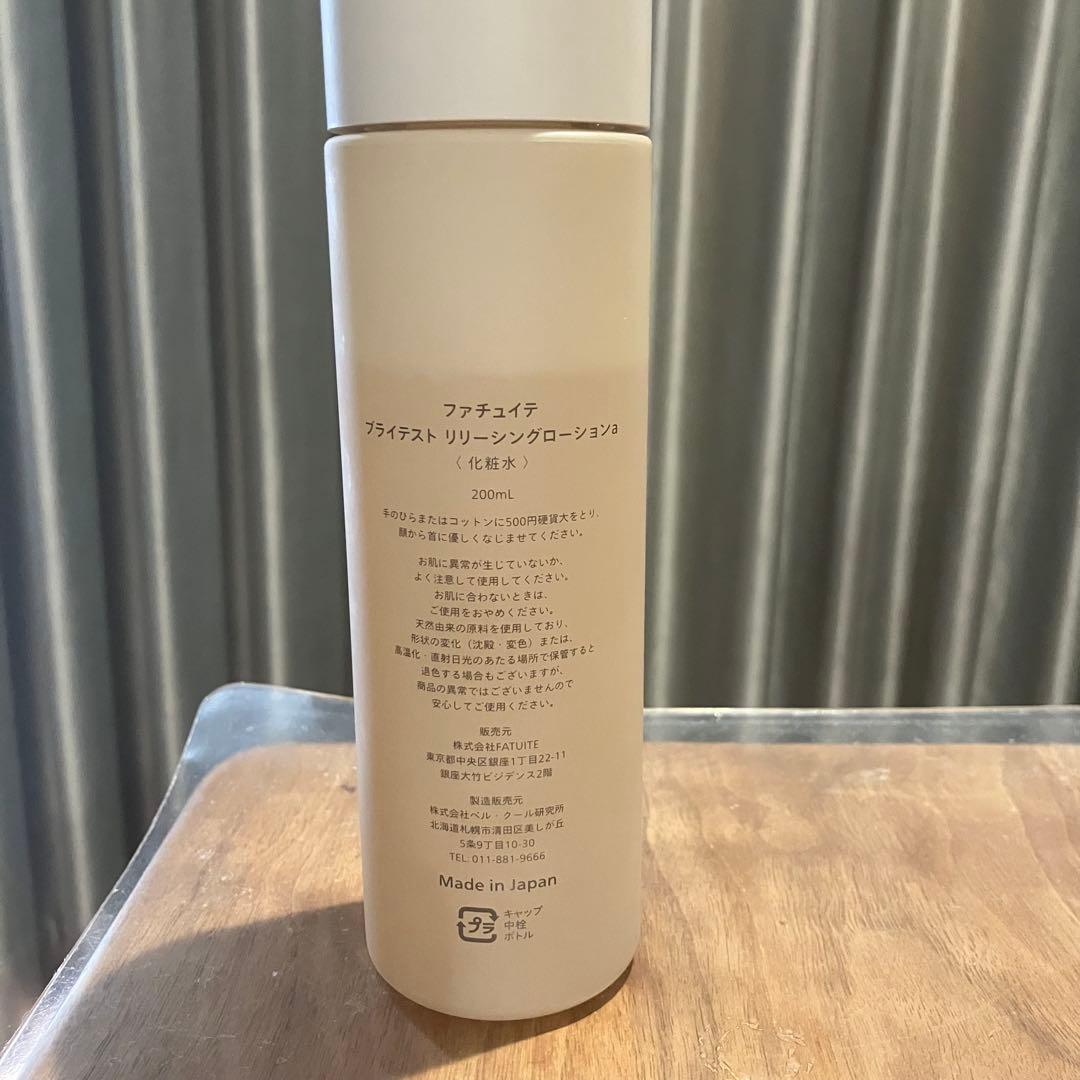 ファチュイテ
ブライテスト リリーシングローションa
〈 化粧水 〉
200mL
手のひらまたはコットンに500円硬貨大をとり、
顔から首に優しくなじませてください。
お肌に異常が生じていないか、
よく注意して使用してください。
お肌に合わないときは、
ご使用をおやめください。
天然由来の原料を使用しており、
形状の変化（沈殿・変色）または、
高温化・直射日光のあたる場所で保管すると
退色する場合もございますが、
商品の異常ではございませんので
安心してご使用ください。
販売元
株式会社FATUITE
東京都中央区銀座1丁目22-11
銀座大竹ビジデンス2階
製造販売元
株式会社ベル・クール研究所
北海道札幌市清田区美しが丘
5条9丁目10-30
TEL: 011-881-9666
Made in Japan
プラ
キャップ
中栓
ボトル